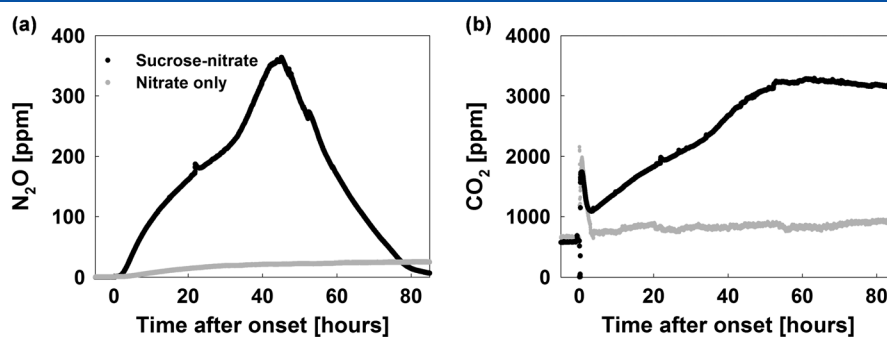 (a)
400
300
200
100
0
N2O [ppm]
Sucrose-nitrate
Nitrate only
0 20 40 60 80
Time after onset [hours]
(b)
4000
3000
2000
1000
0
CO2 [ppm]
0 20 40 60 80
Time after onset [hours]